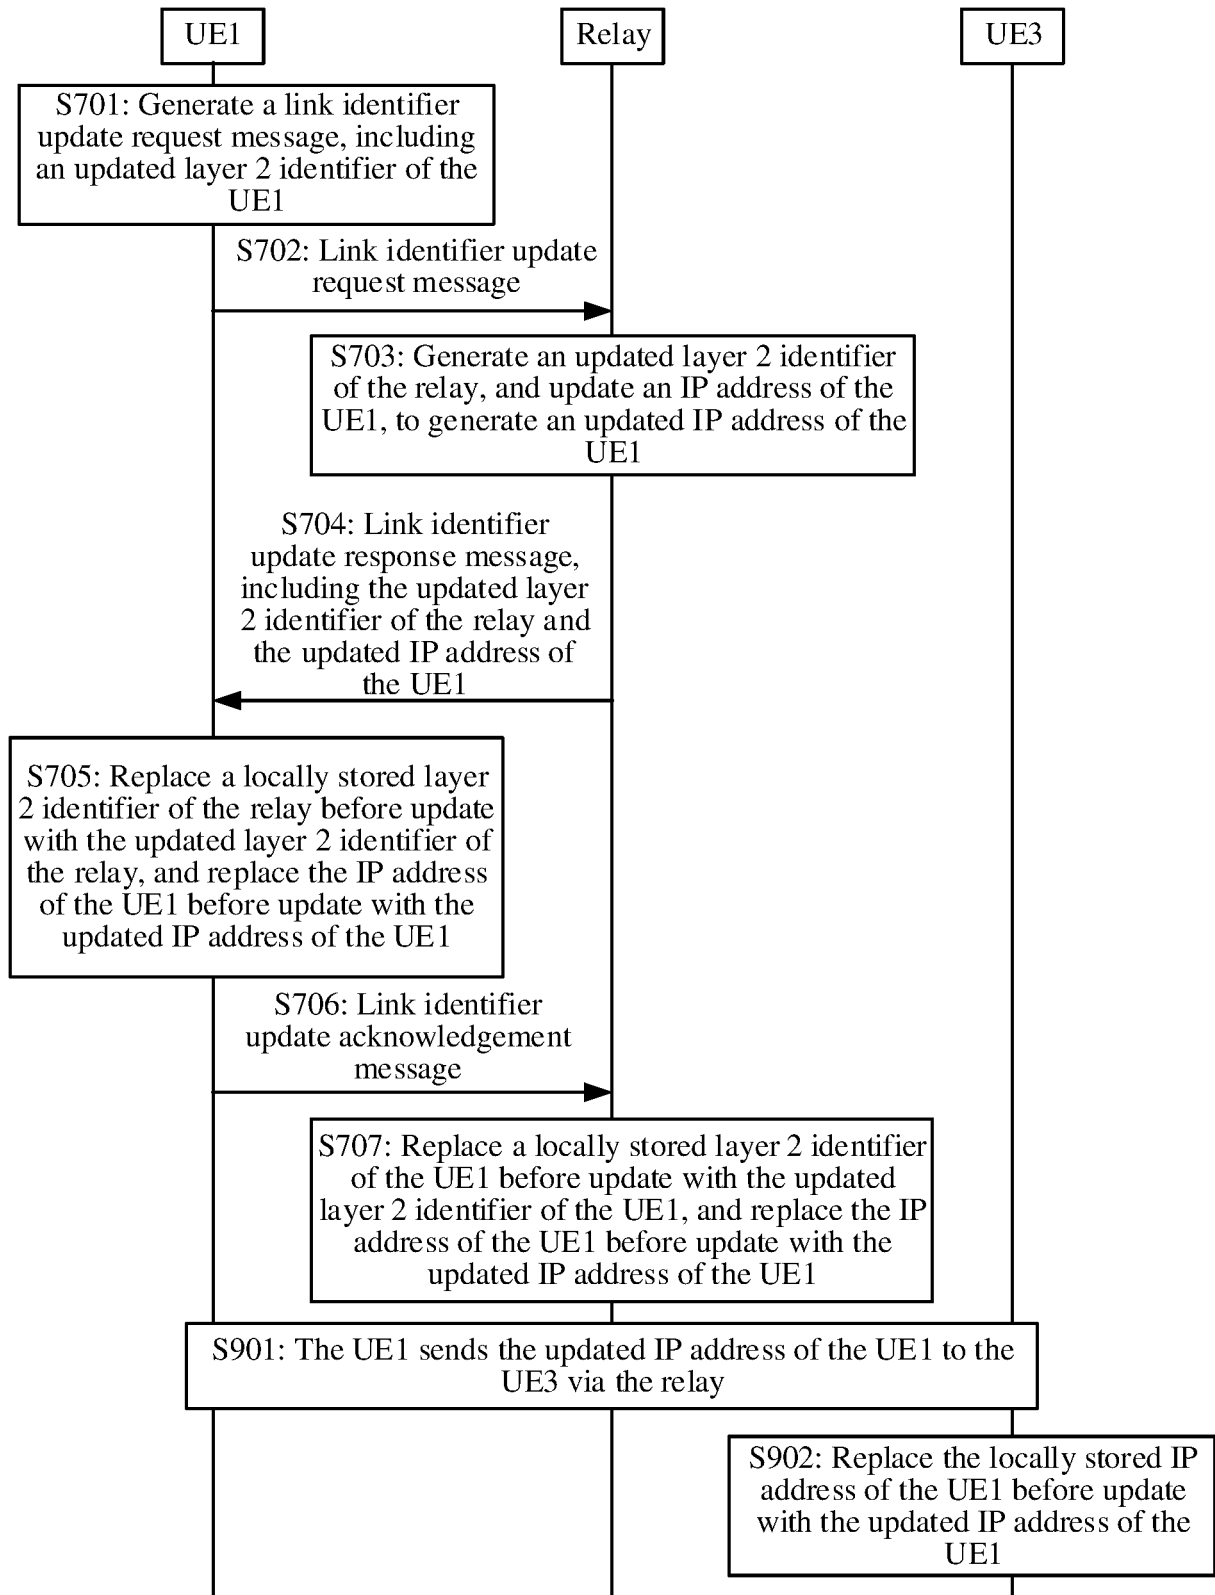 UE1
Relay
UE3
S701: Generate a link identifier
update request message, including
an updated layer 2 identifier of the
UE1
S702: Link identifier update
request message
S703: Generate an updated layer 2 identifier
of the relay, and update an IP address of the
UE1, to generate an updated IP address of the
UE1
S704: Link identifier
update response message,
including the updated layer
2 identifier of the relay and
the updated IP address of
the UE1
S705: Replace a locally stored layer
2 identifier of the relay before update
with the updated layer 2 identifier of
the relay, and replace the IP address
of the UE1 before update with the
updated IP address of the UE1
S706: Link identifier
update acknowledgement
message
S707: Replace a locally stored layer 2 identifier
of the UE1 before update with the updated
layer 2 identifier of the UE1, and replace the IP
address of the UE1 before update with the
updated IP address of the UE1
S901: The UE1 sends the updated IP address of the UE1 to the
UE3 via the relay
S902: Replace the locally stored IP
address of the UE1 before update
with the updated IP address of the
UE1